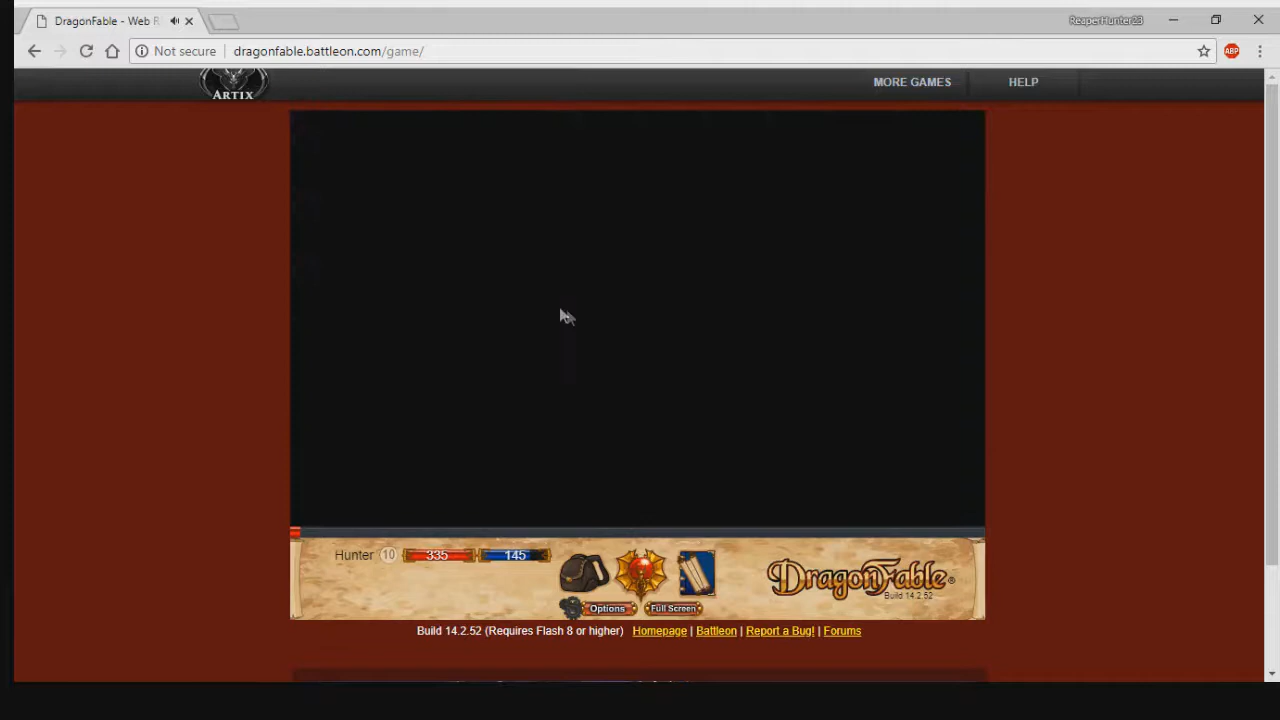 DragonFable - Web R
ReaperHunter23
Not secure
dragonfable.battleon.com/game/
ABP
ARTIX
MORE GAMES
HELP
Hunter 10 335 145
DragonFable®
Build 14.2.52
Options
Full Screen
Build 14.2.52 (Requires Flash 8 or higher) Homepage | Battleon | Report a Bug! | Forums